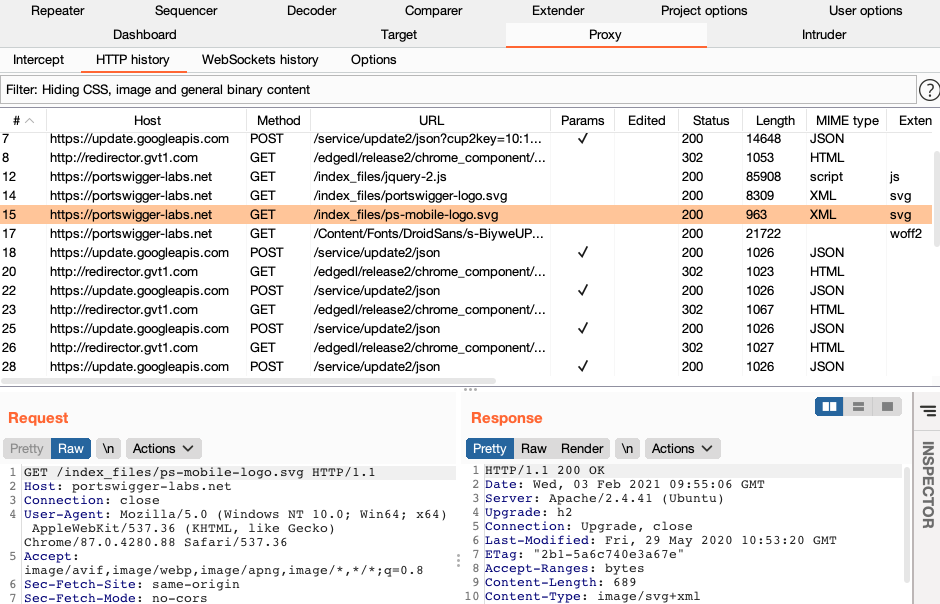 Repeater Sequencer Decoder Comparer Extender Project options User options
Dashboard Target Proxy Intruder
Intercept HTTP history WebSockets history Options
Filter: Hiding CSS, image and general binary content ?
# Host Method URL Params Edited Status Length MIME type Exten
7 https://update.googleapis.com POST /service/update2/json?cup2key=10:1... ✓ 200 14648 JSON
8 http://redirector.gvt1.com GET /edgedl/release2/chrome_component/... 302 1053 HTML
12 https://portswigger-labs.net GET /index_files/jquery-2.js 200 85908 script js
14 https://portswigger-labs.net GET /index_files/portswigger-logo.svg 200 8309 XML svg
15 https://portswigger-labs.net GET /index_files/ps-mobile-logo.svg 200 963 XML svg
17 https://portswigger-labs.net GET /Content/Fonts/DroidSans/s-BiyweUP... 200 21722 woff2
18 https://update.googleapis.com POST /service/update2/json ✓ 200 1026 JSON
20 http://redirector.gvt1.com GET /edgedl/release2/chrome_component/... 302 1023 HTML
22 https://update.googleapis.com POST /service/update2/json ✓ 200 1026 JSON
23 http://redirector.gvt1.com GET /edgedl/release2/chrome_component/... 302 1067 HTML
25 https://update.googleapis.com POST /service/update2/json ✓ 200 1026 JSON
26 http://redirector.gvt1.com GET /edgedl/release2/chrome_component/... 302 1027 HTML
28 https://update.googleapis.com POST /service/update2/json ✓ 200 1026 JSON
Request
Pretty Raw \n Actions
1 GET /index_files/ps-mobile-logo.svg HTTP/1.1
2 Host: portswigger-labs.net
3 Connection: close
4 User-Agent: Mozilla/5.0 (Windows NT 10.0; Win64; x64)
AppleWebKit/537.36 (KHTML, like Gecko)
Chrome/87.0.4280.88 Safari/537.36
5 Accept:
image/avif,image/webp,image/apng,image/*,*/*;q=0.8
6 Sec-Fetch-Site: same-origin
7 Sec-Fetch-Mode: no-cors
Response
Pretty Raw Render \n Actions
1 HTTP/1.1 200 OK
2 Date: Wed, 03 Feb 2021 09:55:06 GMT
3 Server: Apache/2.4.41 (Ubuntu)
4 Upgrade: h2
5 Connection: Upgrade, close
6 Last-Modified: Fri, 29 May 2020 10:53:20 GMT
7 ETag: "2b1-5a6c740e3a67e"
8 Accept-Ranges: bytes
9 Content-Length: 689
10 Content-Type: image/svg+xml
INSPECTOR